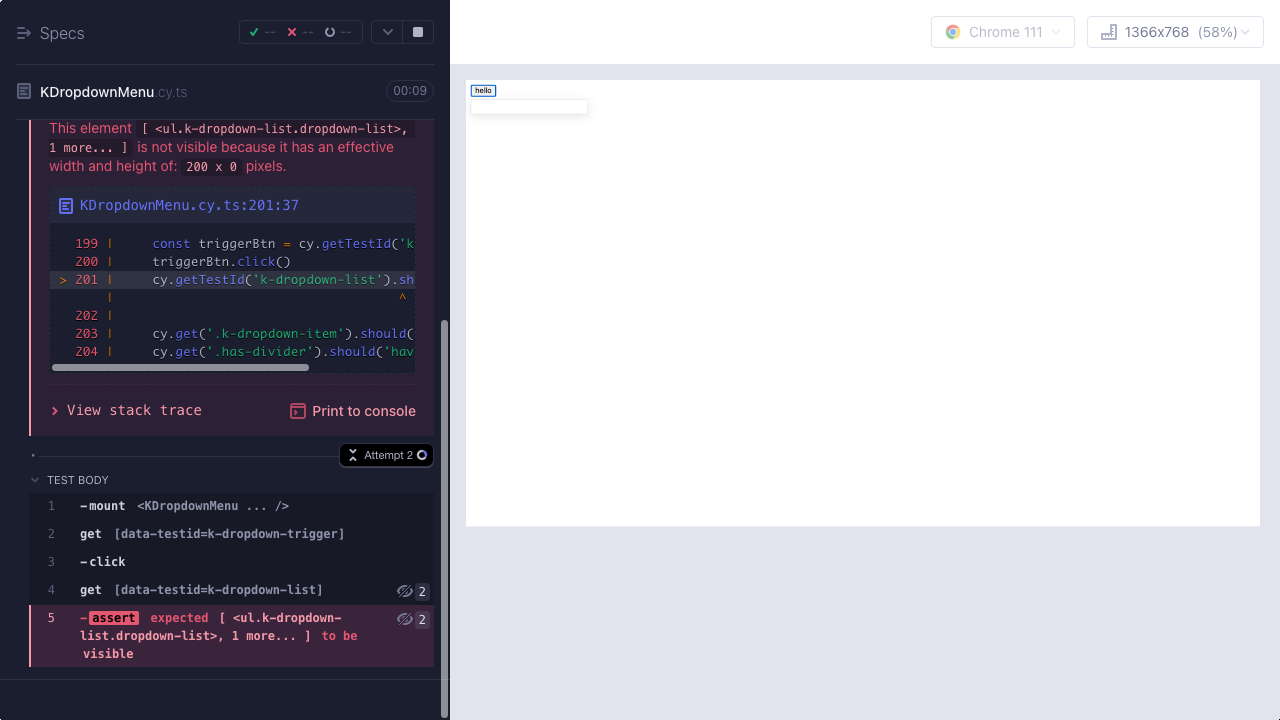 Specs
-- -- --
KDropdownMenu.cy.ts
00:09
This element [ <ul.k-dropdown-list.dropdown-list>,
1 more... ] is not visible because it has an effective
width and height of: 200 x 0 pixels.
KDropdownMenu.cy.ts:201:37
199 | const triggerBtn = cy.getTestId('k
200 | triggerBtn.click()
> 201 | cy.getTestId('k-dropdown-list').sh
| ^
202 |
203 | cy.get('.k-dropdown-item').should(
204 | cy.get('.has-divider').should('hav
> View stack trace
Print to console
Attempt 2
TEST BODY
1 -mount <KDropdownMenu ... />
2 get [data-testid=k-dropdown-trigger]
3 -click
4 get [data-testid=k-dropdown-list] 2
5 -assert expected [ <ul.k-dropdown- 2
list.dropdown-list>, 1 more... ] to be
visible
Chrome 111
1366x768 (58%)
hello